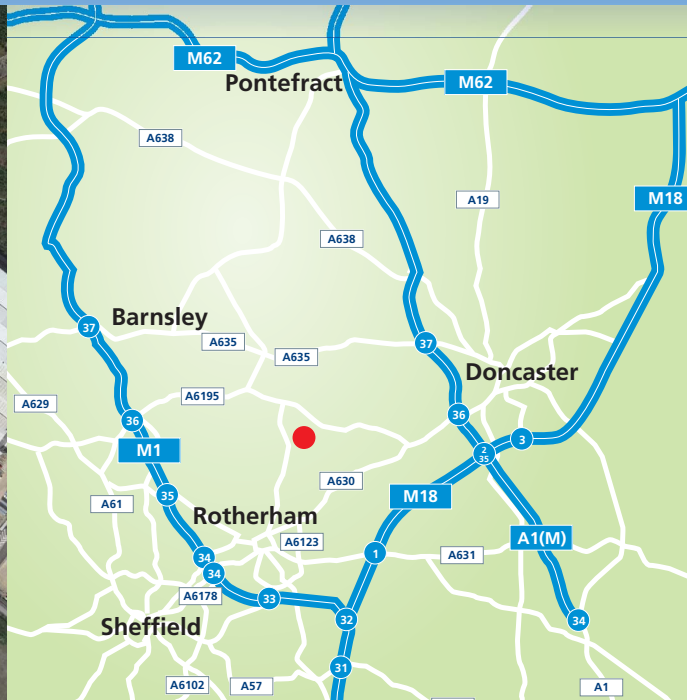 M62
Pontefract
M62
A638
A19
M18
A638
Barnsley
37
A635
A635
37
Doncaster
A629
A6195
36
36
M1
2
35
3
A630
35
M18
A61
Rotherham
A6123
A1(M)
34
1
A631
34
A6178
33
32
34
Sheffield
31
A6102
A57
A1